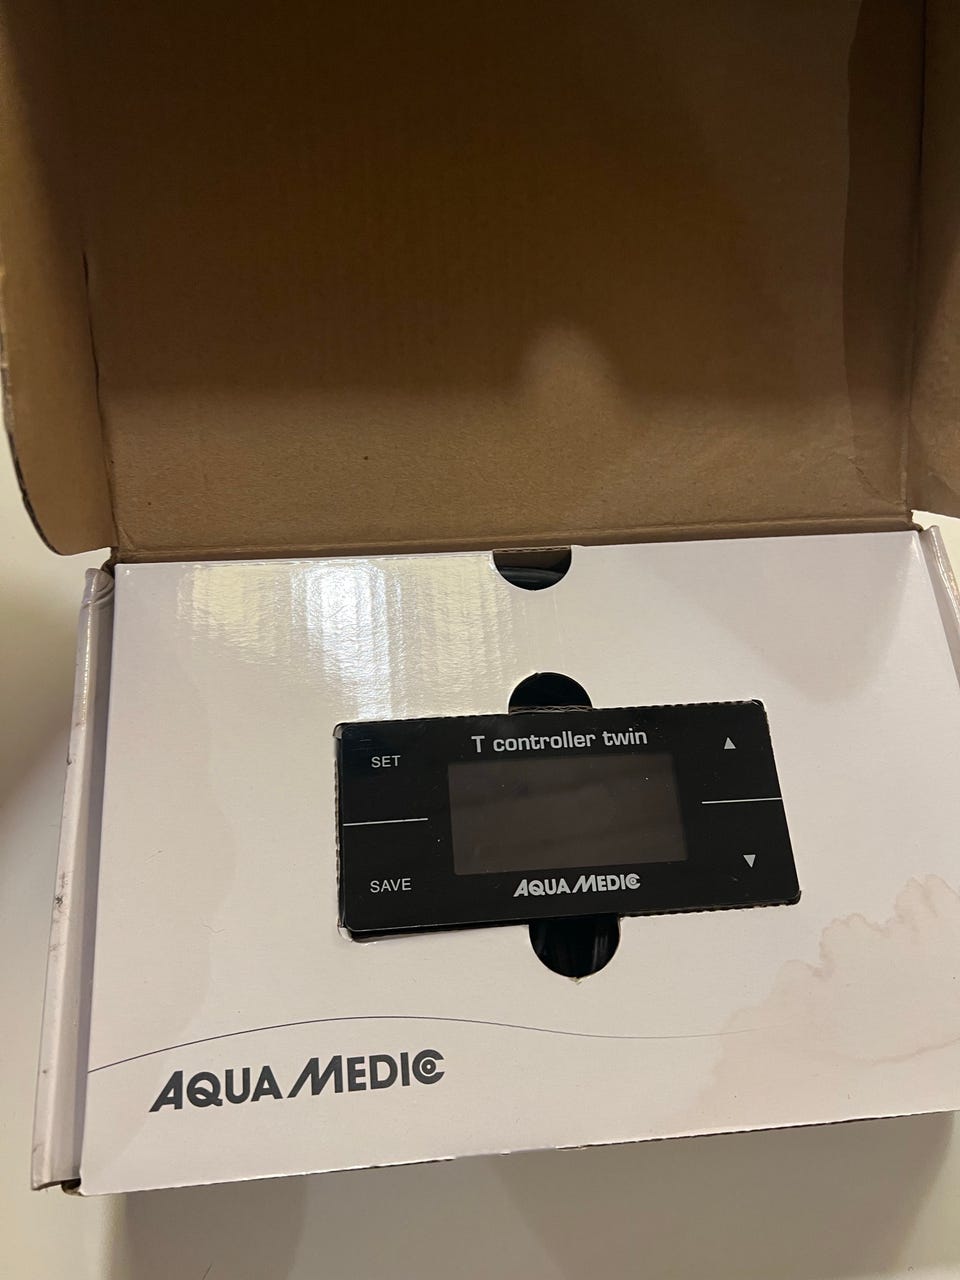 T controller twin
SET
▲
▼
SAVE
AQUA MEDIC
AQUA MEDIC